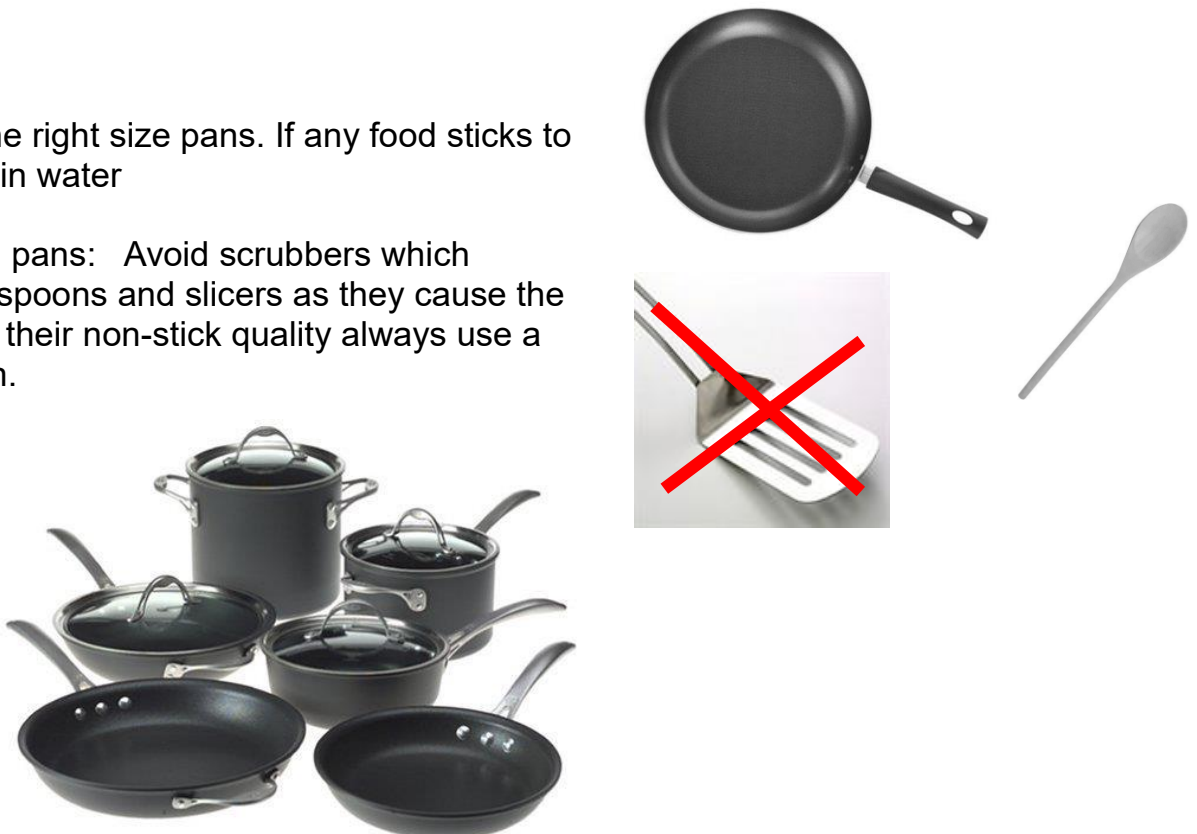 e right size pans. If any food sticks to
in water
pans: Avoid scrubbers which
spoons and slicers as they cause the
their non-stick quality always use a